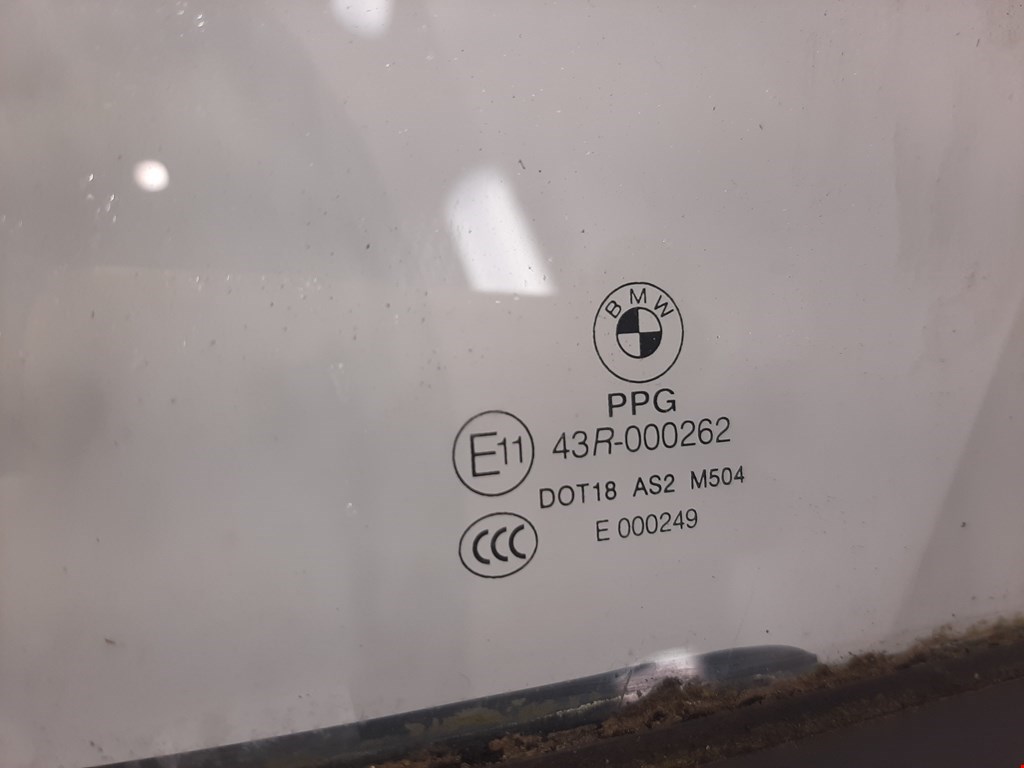 BMW
PPG
E11 43R-000262
DOT18 AS2 M504
CCC E 000249